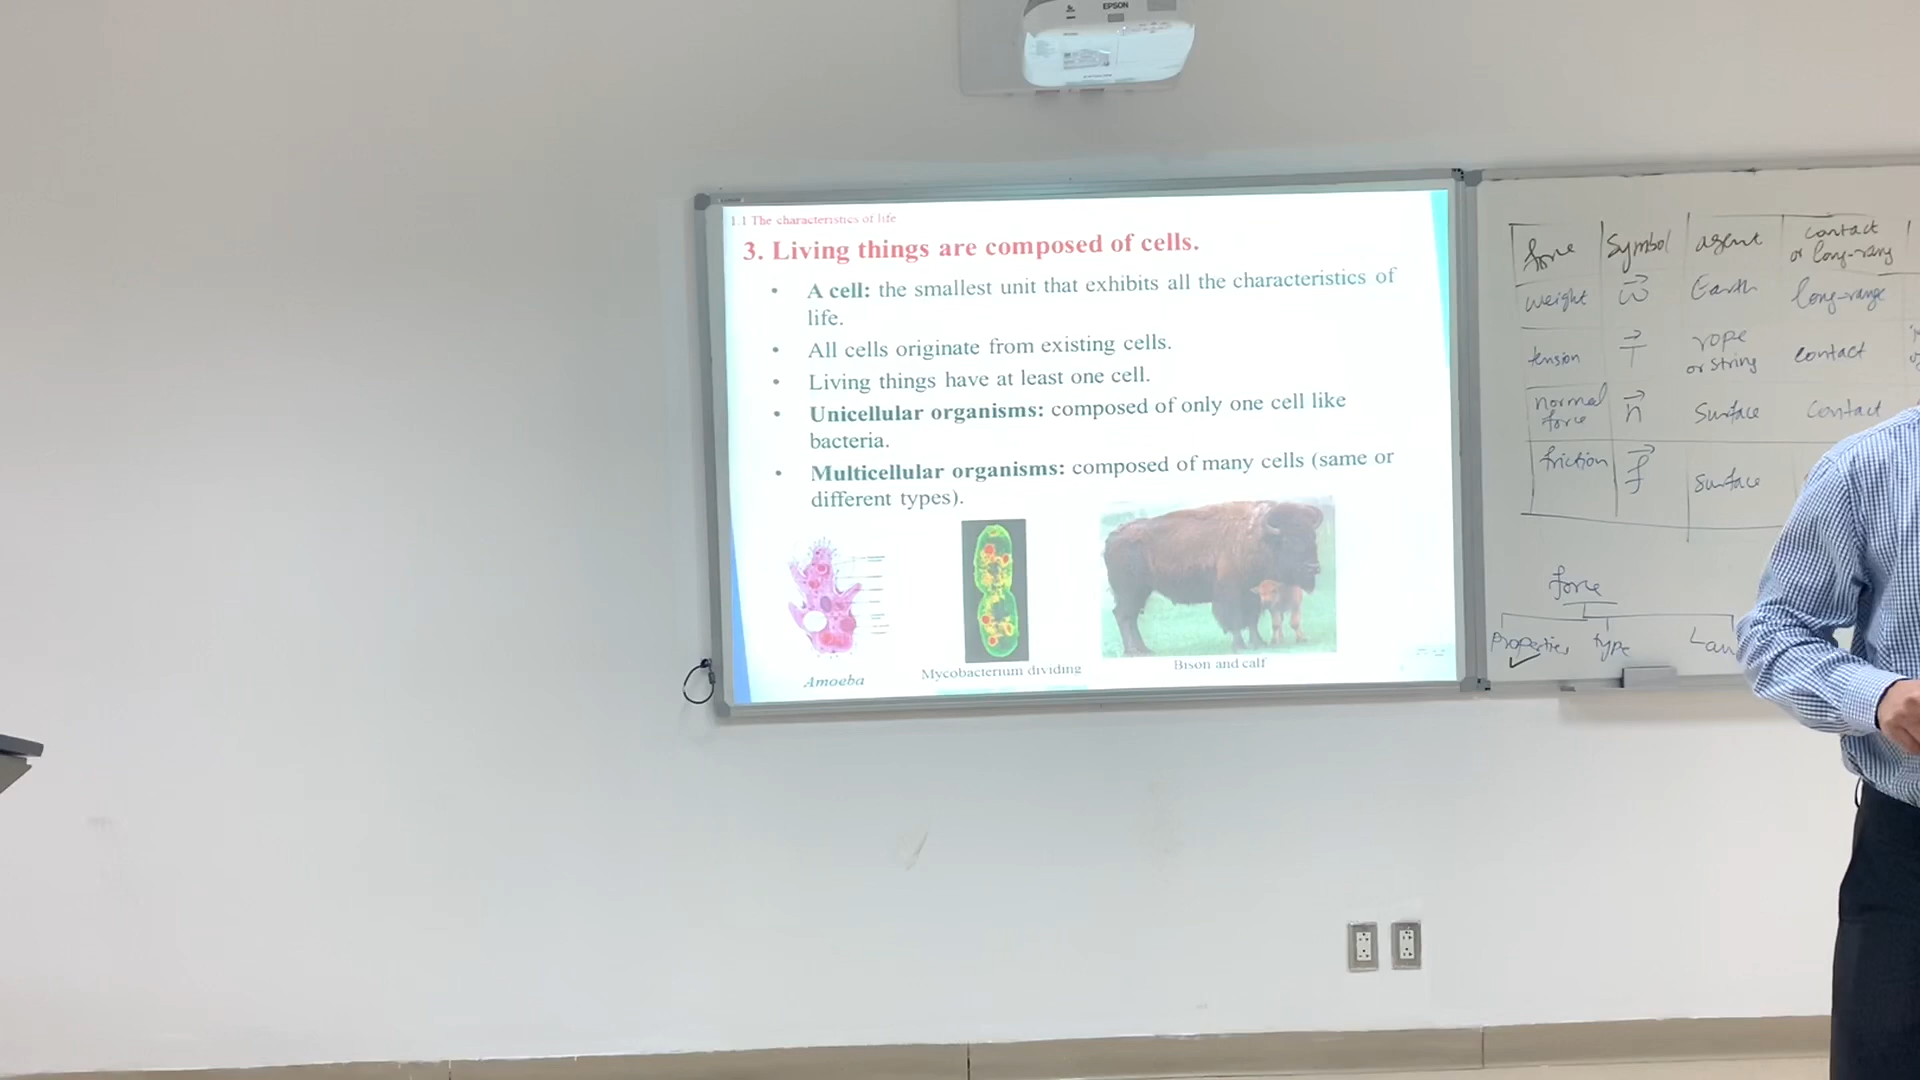 EPSON
1.1 The characteristics of life
3. Living things are composed of cells.
• A cell: the smallest unit that exhibits all the characteristics of
life.
• All cells originate from existing cells.
• Living things have at least one cell.
• Unicellular organisms: composed of only one cell like
bacteria.
• Multicellular organisms: composed of many cells (same or
different types).
Amoeba
Mycobacterium dividing
Bison and calf
force symbol agent contact
or long-rang
weight w Earth long-range
tension T rope
or string contact
normal
force n surface contact
friction f surface
force
properties type Law